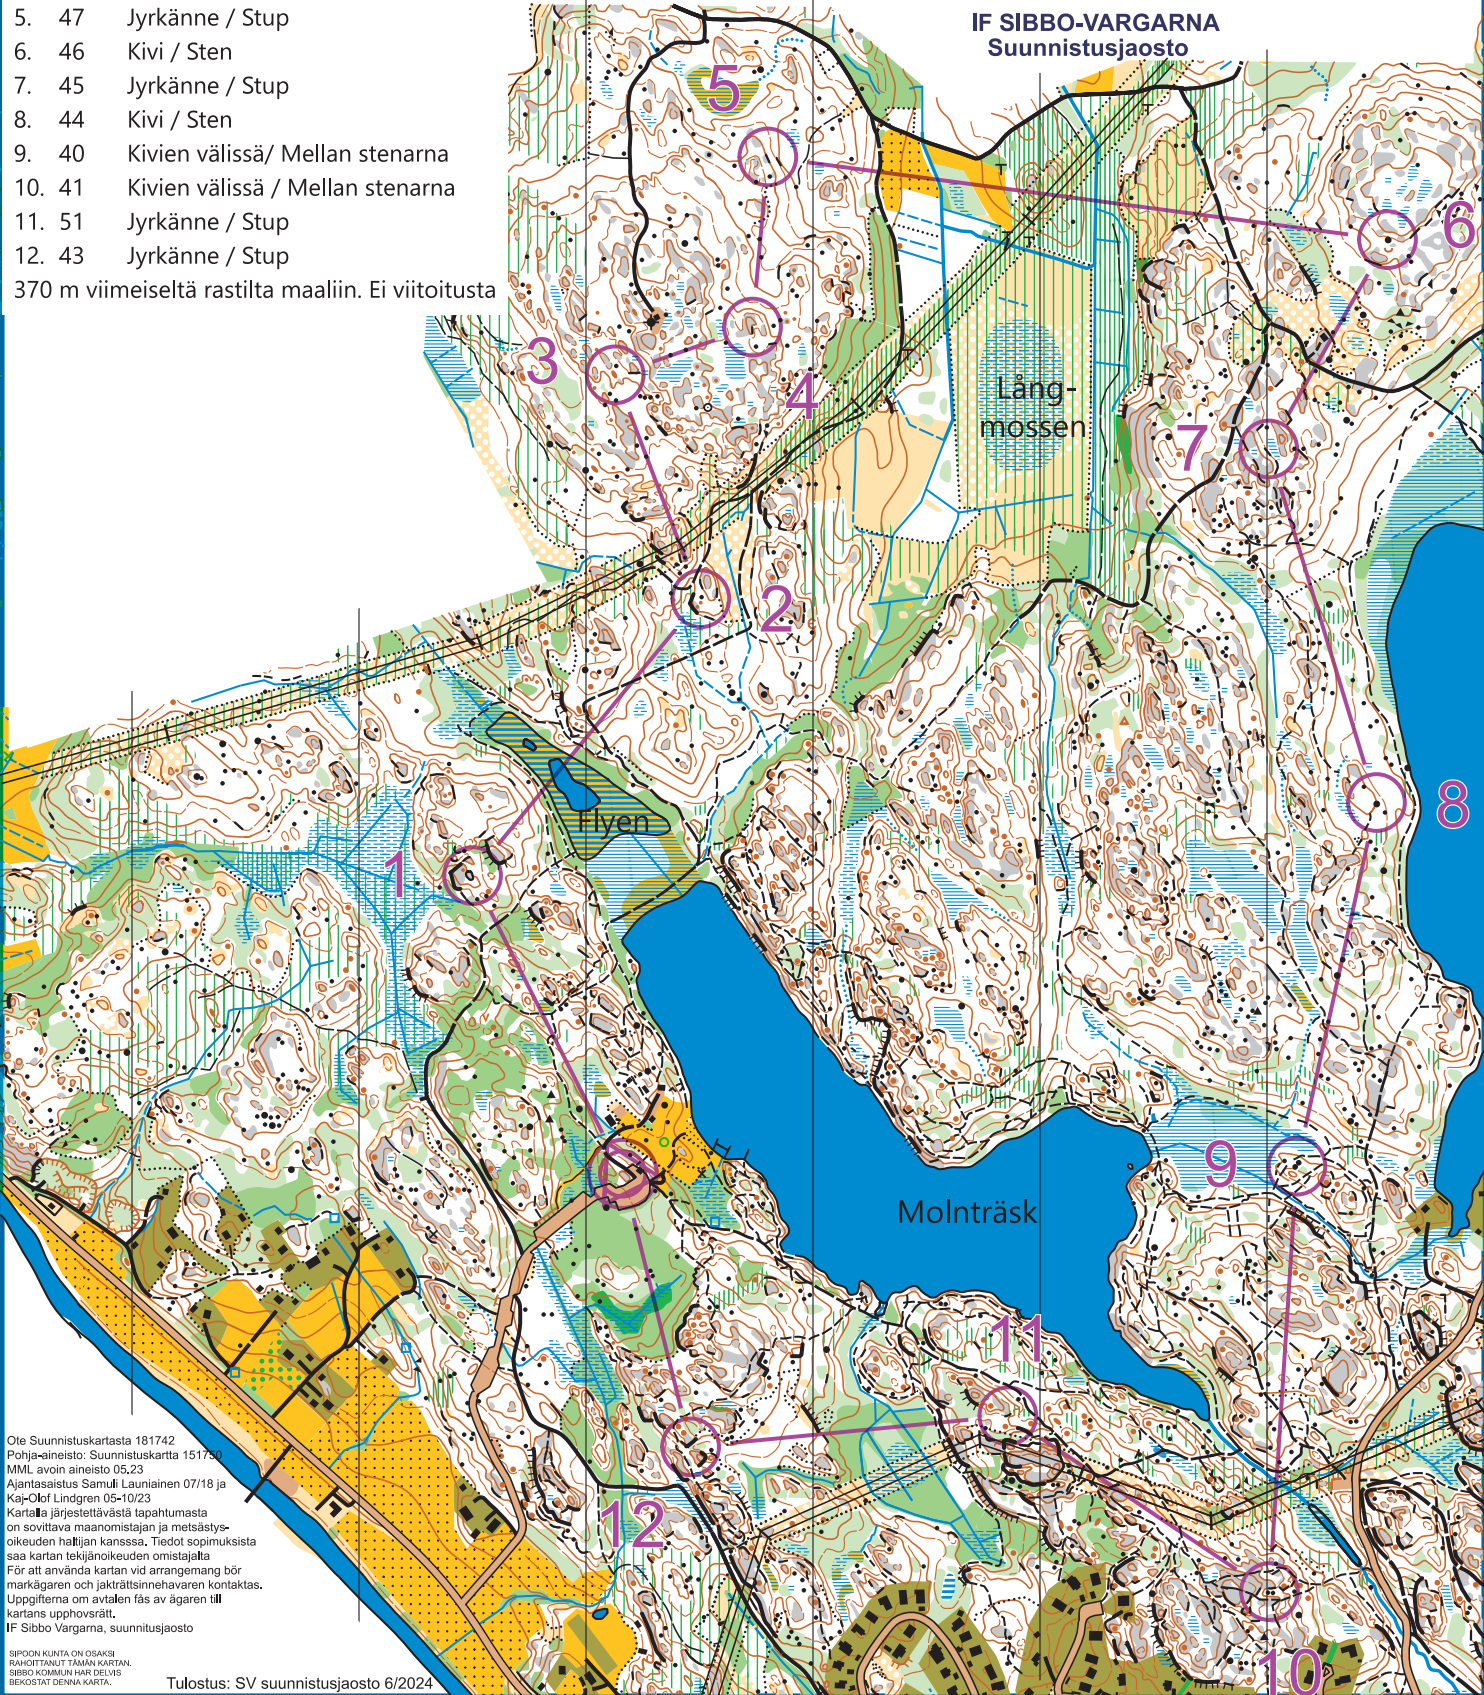 5. 47 Jyrkänne / Stup
6. 46 Kivi / Sten
7. 45 Jyrkänne / Stup
8. 44 Kivi / Sten
9. 40 Kivien välissä/ Mellan stenarna
10. 41 Kivien välissä / Mellan stenarna
11. 51 Jyrkänne / Stup
12. 43 Jyrkänne / Stup
370 m viimeiseltä rastilta maaliin. Ei viitoitusta
IF SIBBO-VARGARNA
Suunnistusjaosto
5
6
3
4
Lång-
mossen
7
2
8
Flyen
1
9
Molnträsk
11
12
10
Ote Suunnistuskartasta 181742
Pohja-aineisto: Suunnistuskartta 151750
MML avoin aineisto 05.23
Ajantasaistus Samuli Launiainen 07/18 ja
Kaj-Olof Lindgren 05-10/23
Kartalla järjestettävästä tapahtumasta
on sovittava maanomistajan ja metsästys-
oikeuden haltijan kansssa. Tiedot sopimuksista
saa kartan tekijänoikeuden omistajalta
För att använda kartan vid arrangemang bör
markägaren och jakträttsinnehavaren kontaktas.
Uppgifterna om avtalen fås av ägaren till
kartans upphovsrätt.
IF Sibbo Vargarna, suunnitusjaosto
SIPOON KUNTA ON OSAKSI
RAHOITTANUT TÄMÄN KARTAN.
SIBBO KOMMUN HAR DELVIS
BEKOSTAT DENNA KARTA.
Tulostus: SV suunnistusjaosto 6/2024